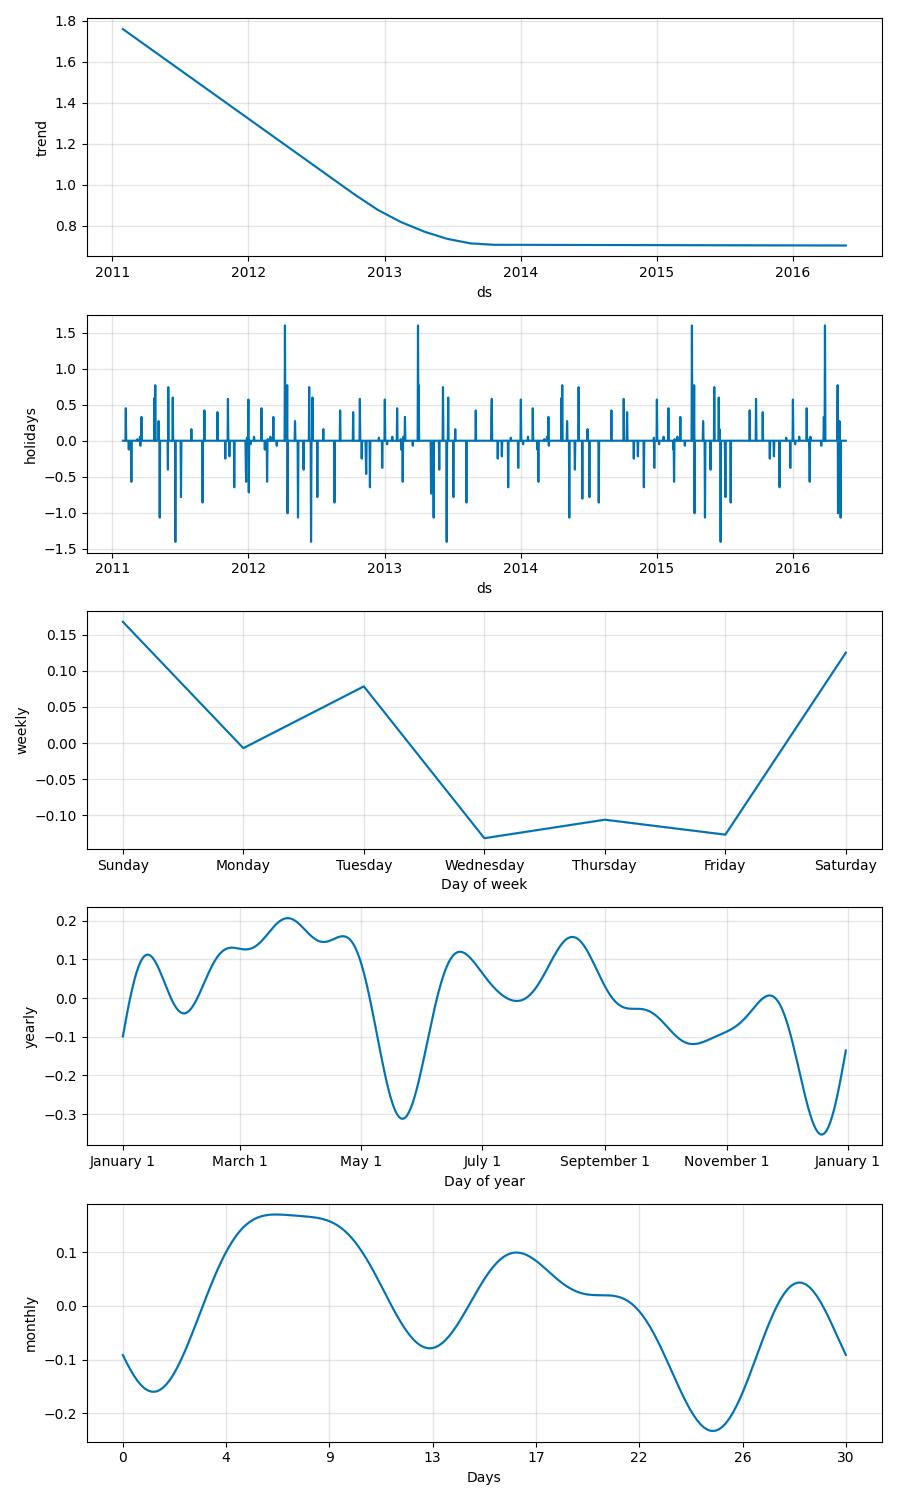 1.8
1.6
1.4
1.2
1.0
0.8
trend
2011 2012 2013 2014 2015 2016
ds
1.5
1.0
0.5
0.0
−0.5
−1.0
−1.5
holidays
2011 2012 2013 2014 2015 2016
ds
0.15
0.10
0.05
0.00
−0.05
−0.10
weekly
Sunday Monday Tuesday Wednesday Thursday Friday Saturday
Day of week
0.2
0.1
0.0
−0.1
−0.2
−0.3
yearly
January 1 March 1 May 1 July 1 September 1 November 1 January 1
Day of year
0.1
0.0
−0.1
−0.2
monthly
0 4 9 13 17 22 26 30
Days